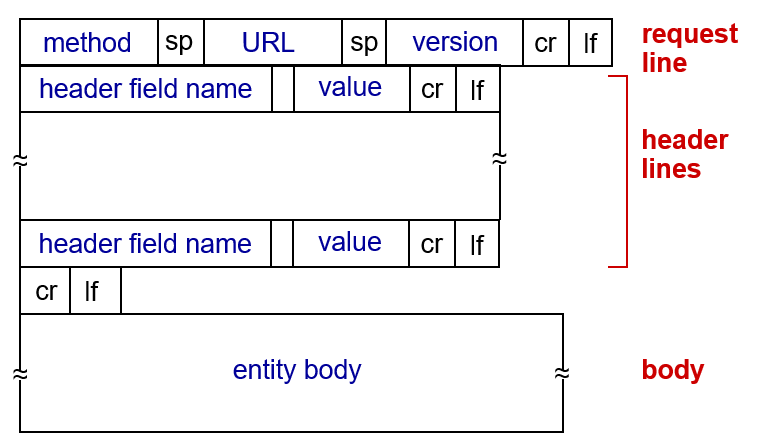 method sp URL sp version cr lf
request
line
header field name value cr lf
header
lines
≈ ≈
header field name value cr lf
cr lf
entity body
≈ ≈
body